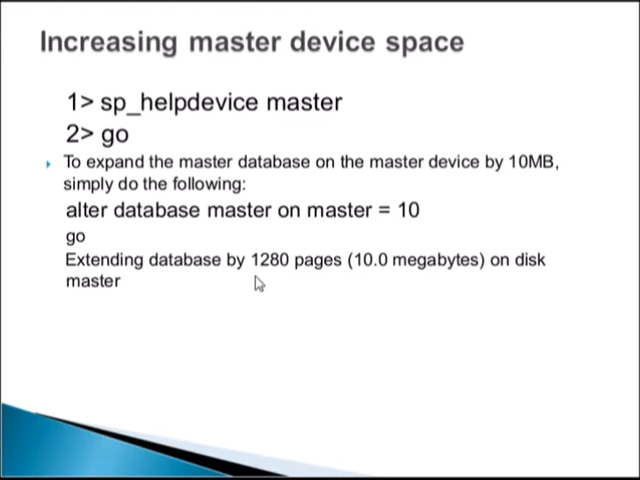 Increasing master device space
1> sp_helpdevice master
2> go
To expand the master database on the master device by 10MB,
simply do the following:
alter database master on master = 10
go
Extending database by 1280 pages (10.0 megabytes) on disk
master